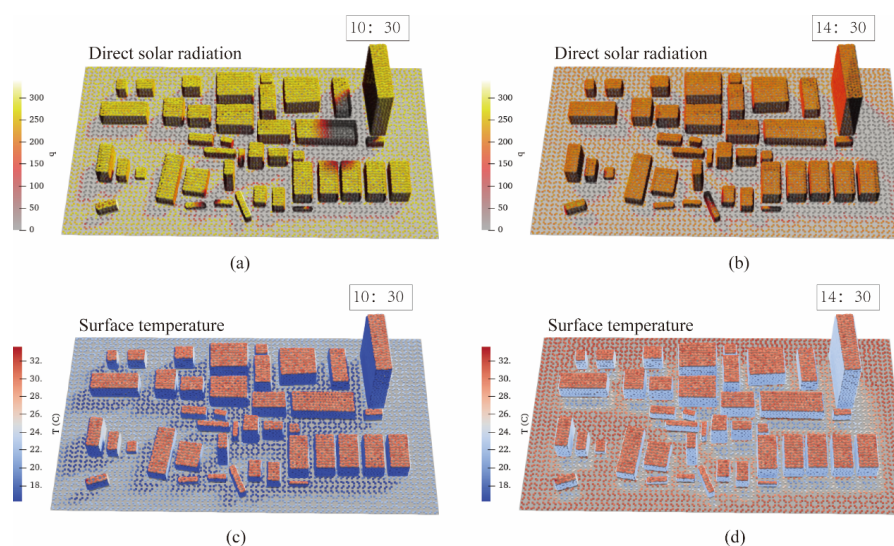 10: 30
Direct solar radiation
300
250
200
150
100
50
0
q
(a)
14: 30
Direct solar radiation
300
250
200
150
100
50
0
q
(b)
10: 30
Surface temperature
32.
30.
28.
26.
24.
22.
20.
18.
T (C)
(c)
14: 30
Surface temperature
32.
30.
28.
26.
24.
22.
20.
18.
T (C)
(d)